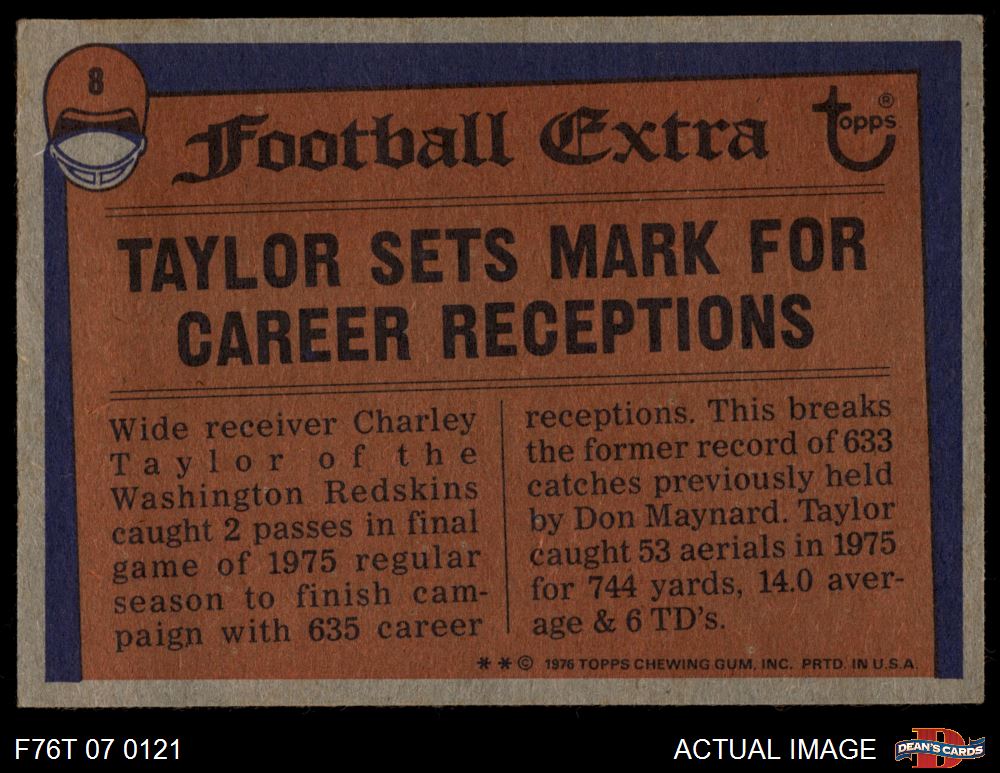 8
Football Extra
topps ®
TAYLOR SETS MARK FOR
CAREER RECEPTIONS
Wide receiver Charley
Taylor of the
Washington Redskins
caught 2 passes in final
game of 1975 regular
season to finish cam-
paign with 635 career
receptions. This breaks
the former record of 633
catches previously held
by Don Maynard. Taylor
caught 53 aerials in 1975
for 744 yards, 14.0 aver-
age & 6 TD's.
* * © 1976 TOPPS CHEWING GUM, INC. PRTD. IN U.S.A.
F76T 07 0121
ACTUAL IMAGE
D
DEAN'S CARDS